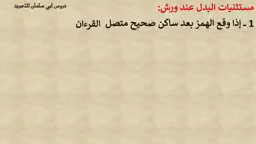 دروس أبي سلمان للتجويد
مستثنيات البدل عند ورش:
1 ـ إذا وقع الهمز بعد ساكن صحيح متصل القرءان